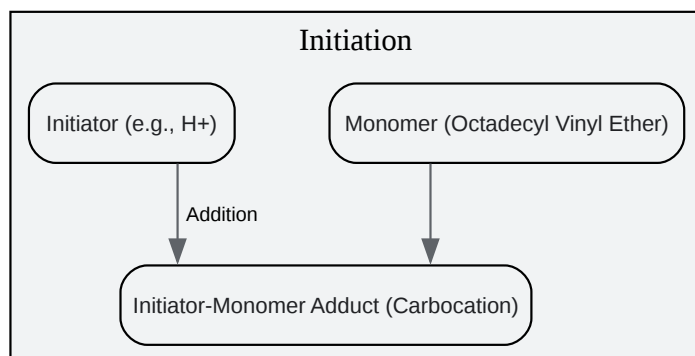 Initiation
Initiator (e.g., H+)
Monomer (Octadecyl Vinyl Ether)
Addition
Initiator-Monomer Adduct (Carbocation)